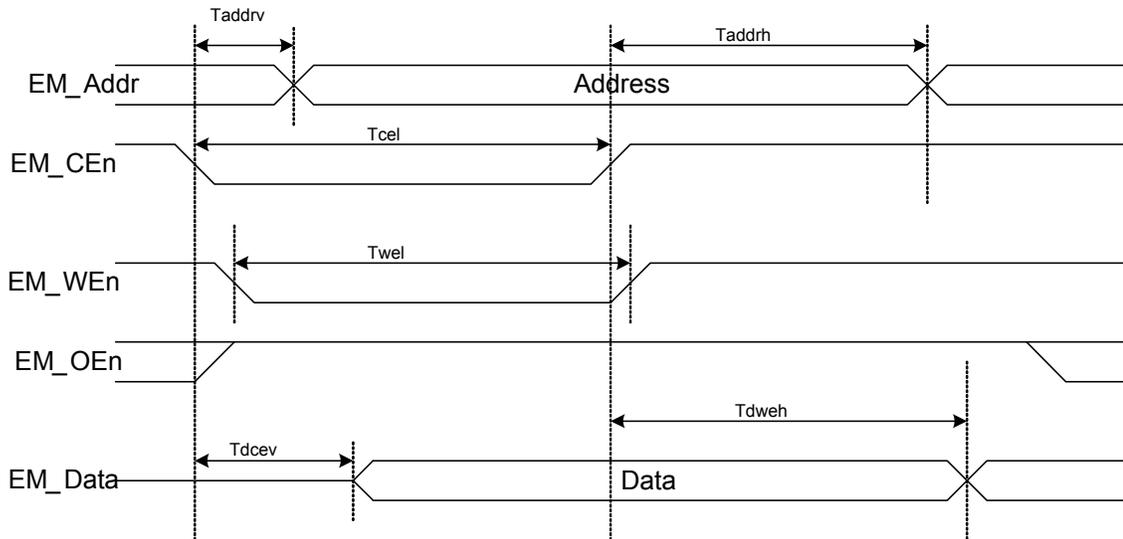 Taddrv
Taddrh
EM_Addr
Address
Tcel
EM_CEn
Twel
EM_WEn
EM_OEn
Tdweh
Tdcev
EM_Data
Data